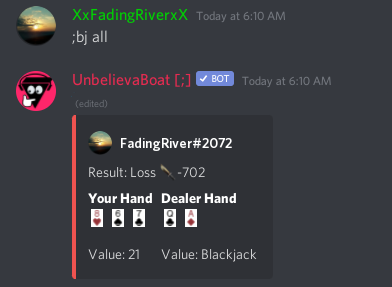 XxFadingRiverxX Today at 6:10 AM
;bj all
UnbelievaBoat [;] BOT Today at 6:10 AM
(edited)
FadingRiver#2072
Result: Loss -702
Your Hand Dealer Hand
8 6 7 Q A
Value: 21 Value: Blackjack